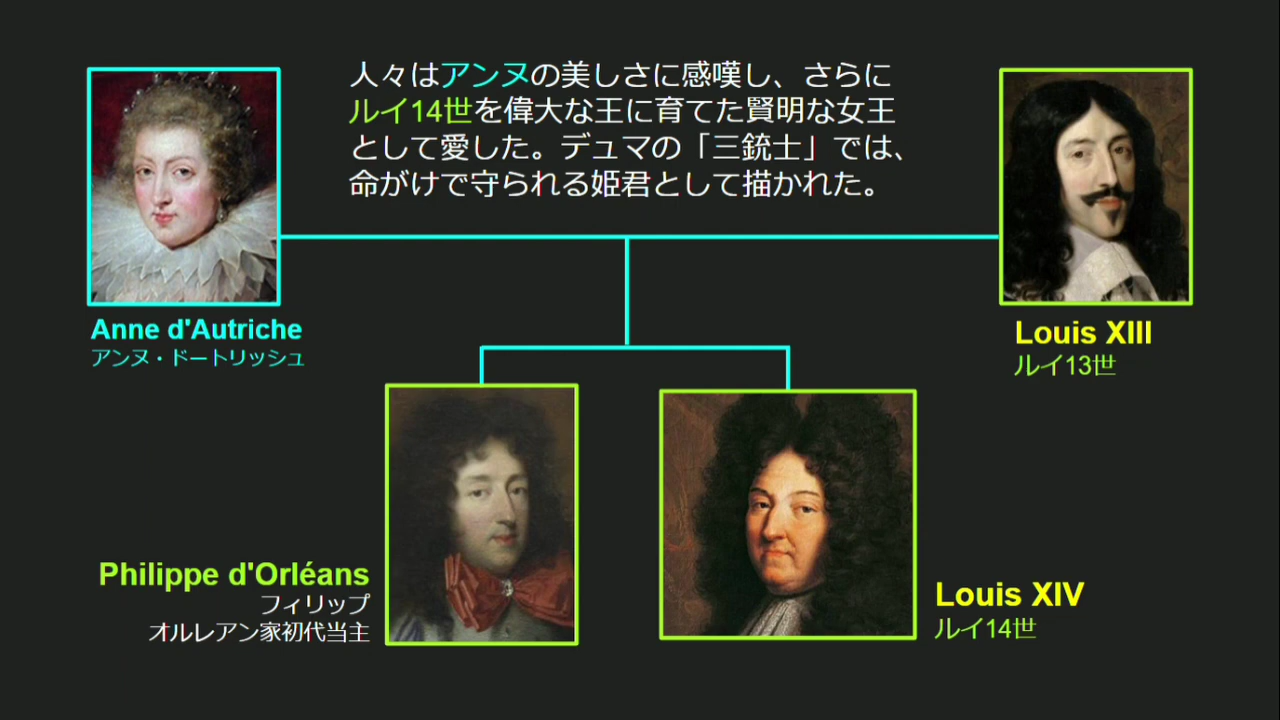 人々はアンヌの美しさに感嘆し、さらに
ルイ14世を偉大な王に育てた賢明な女王
として愛した。デュマの「三銃士」では、
命がけで守られる姫君として描かれた。
Anne d'Autriche
アンヌ・ドートリッシュ
Louis XIII
ルイ13世
Philippe d'Orléans
フィリップ
オルレアン家初代当主
Louis XIV
ルイ14世